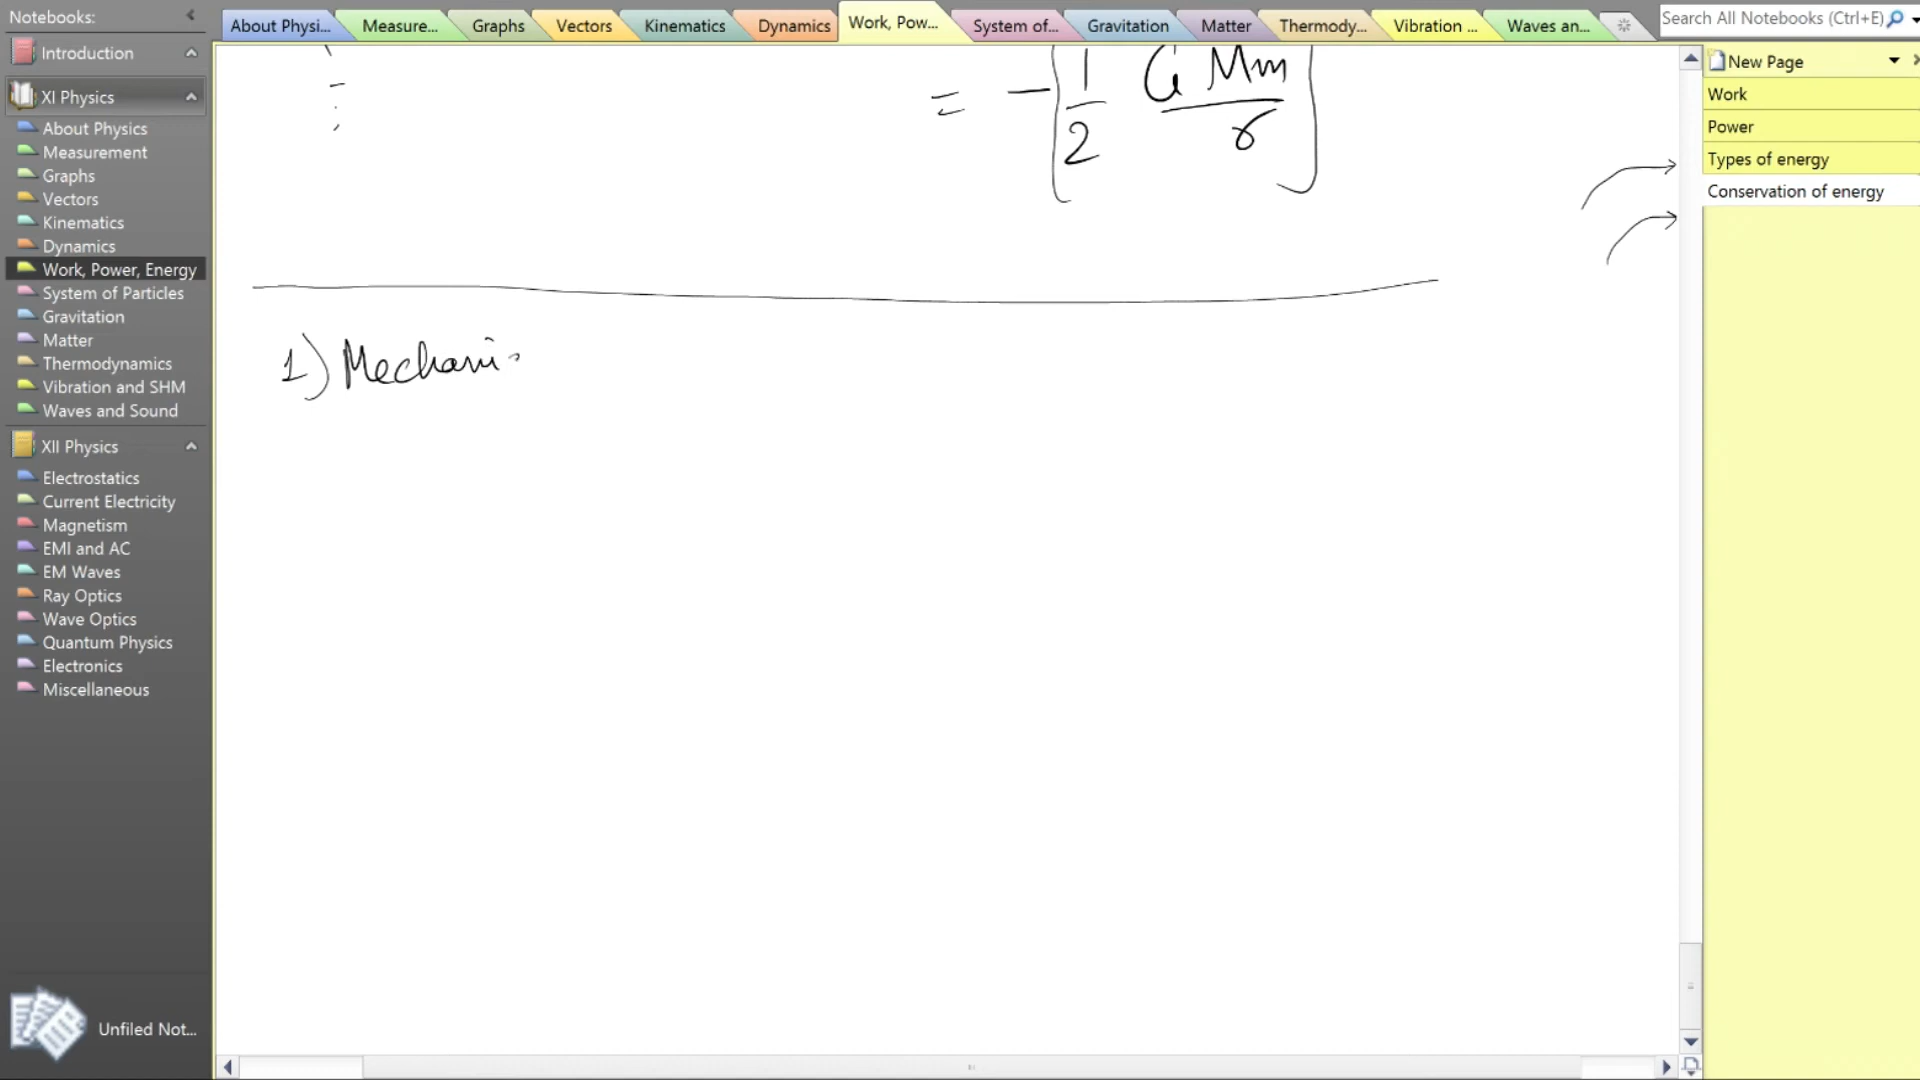 Notebooks:
Introduction
XI Physics
About Physics
Measurement
Graphs
Vectors
Kinematics
Dynamics
Work, Power, Energy
System of Particles
Gravitation
Matter
Thermodynamics
Vibration and SHM
Waves and Sound
XII Physics
Electrostatics
Current Electricity
Magnetism
EMI and AC
EM Waves
Ray Optics
Wave Optics
Quantum Physics
Electronics
Miscellaneous
Unfiled Not...
About Physi... Measure... Graphs Vectors Kinematics Dynamics Work, Pow... System of... Gravitation Matter Thermody... Vibration ... Waves an...
Search All Notebooks (Ctrl+E)
= - [ 1/2 G Mm / r ]
1) Mechani
New Page
Work
Power
Types of energy
Conservation of energy